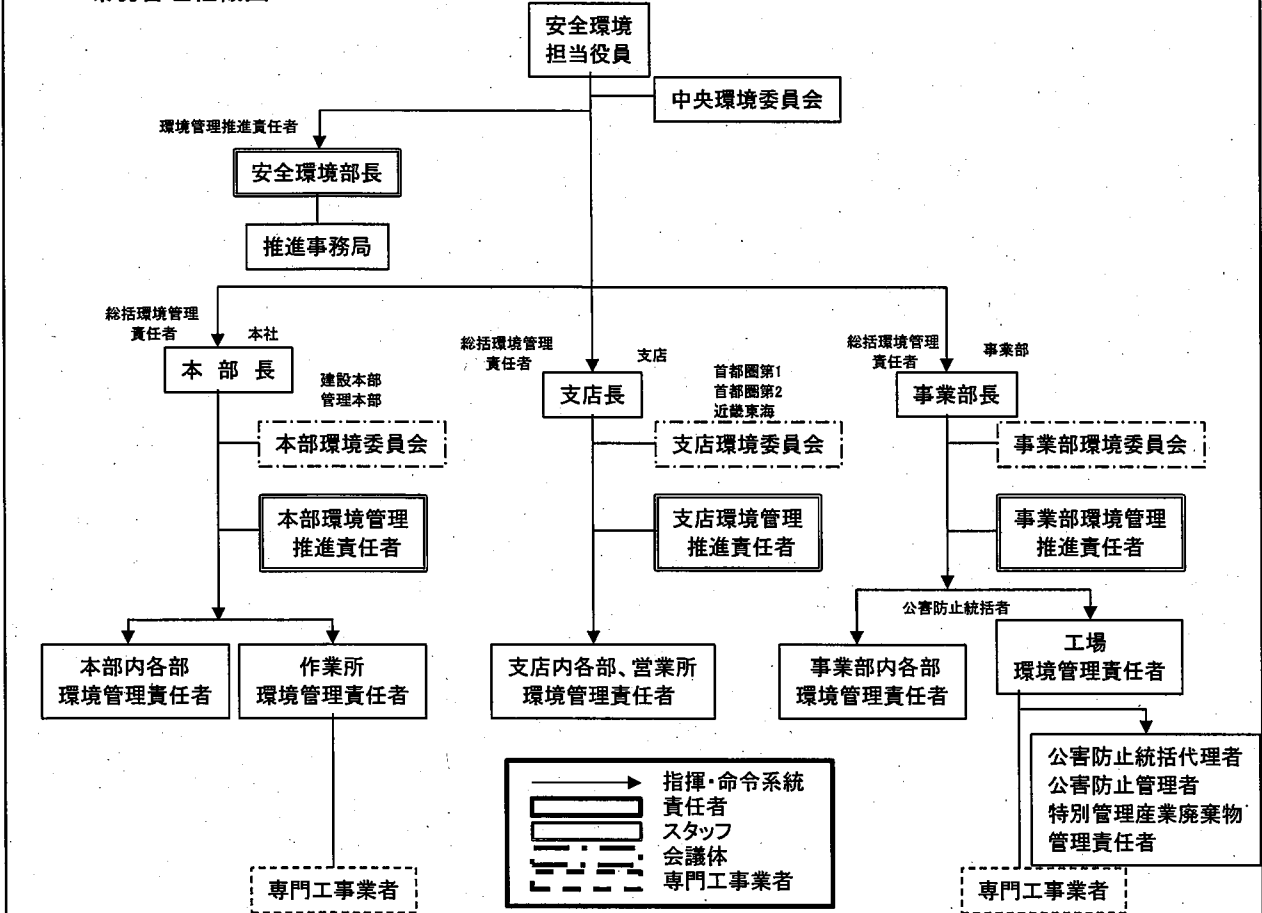 安全環境
担当役員
中央環境委員会
環境管理推進責任者
安全環境部長
推進事務局
総括環境管理
責任者
本社
本 部 長
建設本部
管理本部
本部環境委員会
本部環境管理
推進責任者
本部内各部
環境管理責任者
作業所
環境管理責任者
専門工事業者
総括環境管理
責任者
支店
支店長
首都圏第1
首都圏第2
近畿東海
支店環境委員会
支店環境管理
推進責任者
支店内各部、営業所
環境管理責任者
総括環境管理
責任者
事業部
事業部長
事業部環境委員会
事業部環境管理
推進責任者
公害防止統括者
事業部内各部
環境管理責任者
工場
環境管理責任者
公害防止統括代理者
公害防止管理者
特別管理産業廃棄物
管理責任者
専門工事業者
指揮・命令系統
責任者
スタッフ
会議体
専門工事業者